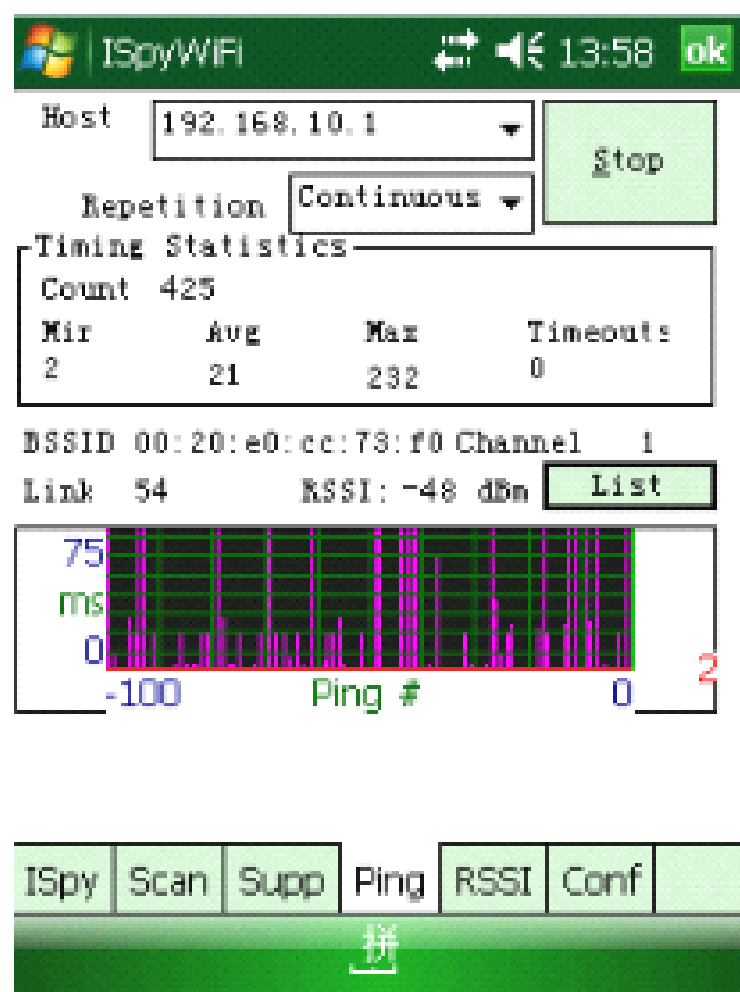 ISpyWiFi 13:58 ok
Host 192.168.10.1 Stop
Repetition Continuous
Timing Statistics
Count 425
Min Avg Max Timeouts
2 21 232 0
BSSID 00:20:e0:cc:73:f0 Channel 1
Link 54 RSSI: -48 dBm List
75
ms
0
2
-100 Ping # 0
ISpy Scan Supp Ping RSSI Conf
拼